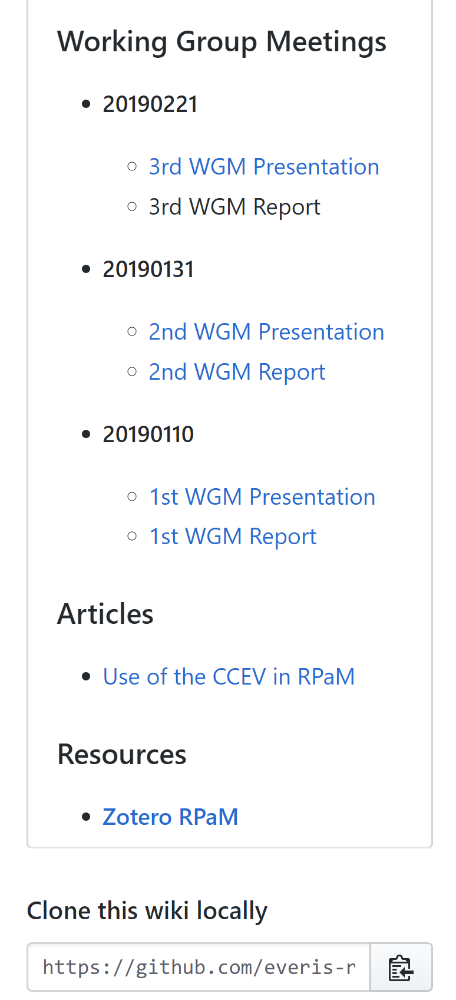 Working Group Meetings
20190221
3rd WGM Presentation
3rd WGM Report
20190131
2nd WGM Presentation
2nd WGM Report
20190110
1st WGM Presentation
1st WGM Report
Articles
Use of the CCEV in RPaM
Resources
Zotero RPaM
Clone this wiki locally
https://github.com/everis-r